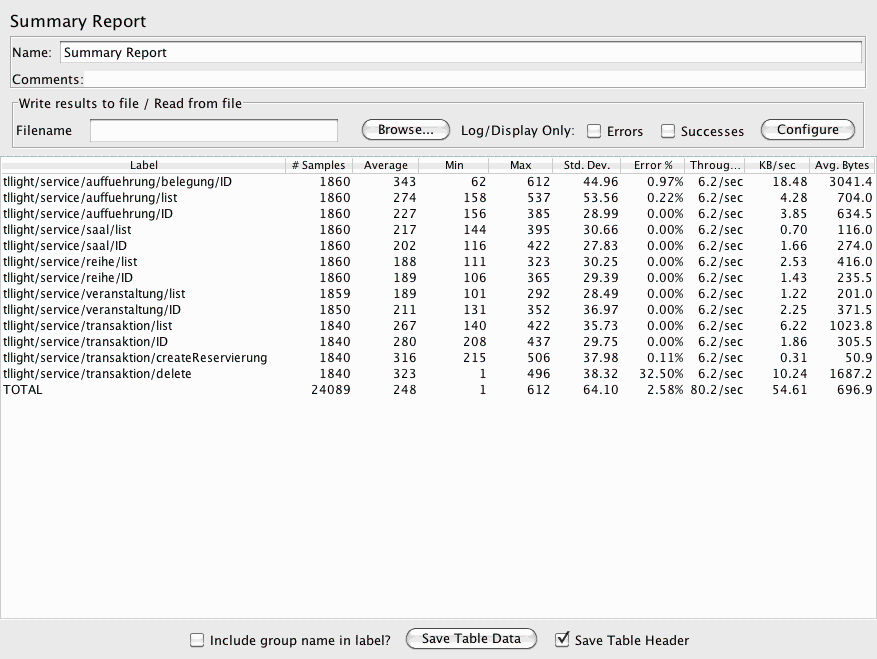 Summary Report
Name: Summary Report
Comments:
Write results to file / Read from file
Filename Browse... Log/Display Only: Errors Successes Configure
Label # Samples Average Min Max Std. Dev. Error % Throug... KB/sec Avg. Bytes
tllight/service/auffuehrung/belegung/ID 1860 343 62 612 44.96 0.97% 6.2/sec 18.48 3041.4
tllight/service/auffuehrung/list 1860 274 158 537 53.56 0.22% 6.2/sec 4.28 704.0
tllight/service/auffuehrung/ID 1860 227 156 385 28.99 0.00% 6.2/sec 3.85 634.5
tllight/service/saal/list 1860 217 144 395 30.66 0.00% 6.2/sec 0.70 116.0
tllight/service/saal/ID 1860 202 116 422 27.83 0.00% 6.2/sec 1.66 274.0
tllight/service/reihe/list 1860 188 111 323 30.25 0.00% 6.2/sec 2.53 416.0
tllight/service/reihe/ID 1860 189 106 365 29.39 0.00% 6.2/sec 1.43 235.5
tllight/service/veranstaltung/list 1859 189 101 292 28.49 0.00% 6.2/sec 1.22 201.0
tllight/service/veranstaltung/ID 1850 211 131 352 36.97 0.00% 6.2/sec 2.25 371.5
tllight/service/transaktion/list 1840 267 140 422 35.73 0.00% 6.2/sec 6.22 1023.8
tllight/service/transaktion/ID 1840 280 208 437 29.75 0.00% 6.2/sec 1.86 305.5
tllight/service/transaktion/createReservierung 1840 316 215 506 37.98 0.11% 6.2/sec 0.31 50.9
tllight/service/transaktion/delete 1840 323 1 496 38.32 32.50% 6.2/sec 10.24 1687.2
TOTAL 24089 248 1 612 64.10 2.58% 80.2/sec 54.61 696.9
Include group name in label? Save Table Data Save Table Header